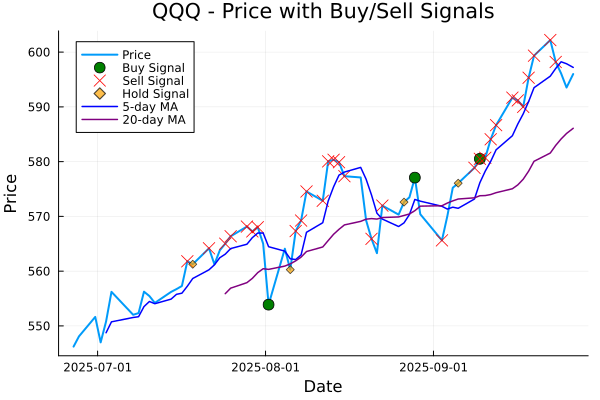 QQQ - Price with Buy/Sell Signals
Price
Buy Signal
Sell Signal
Hold Signal
5-day MA
20-day MA
600
590
580
570
560
550
Price
2025-07-01
2025-08-01
2025-09-01
Date